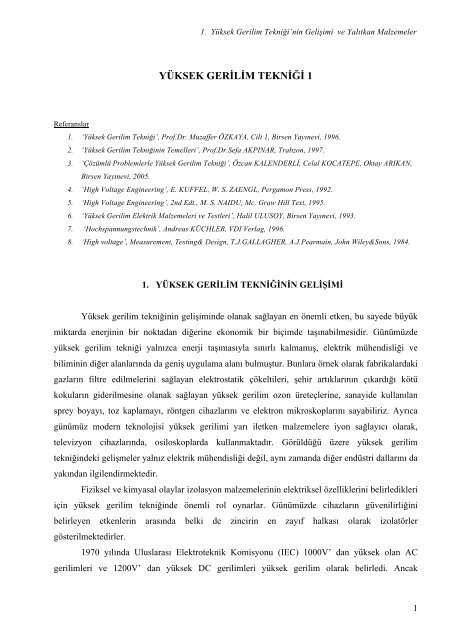 1. Yüksek Gerilim Tekniği'nin Gelişimi ve Yalıtkan Malzemeler
YÜKSEK GERİLİM TEKNİĞİ 1
Referanslar
1. 'Yüksek Gerilim Tekniği', Prof.Dr. Muzaffer ÖZKAYA, Cilt 1, Birsen Yayınevi, 1996.
2. 'Yüksek Gerilim Tekniğinin Temelleri', Prof.Dr.Sefa AKPINAR, Trabzon, 1997.
3. 'Çözümlü Problemlerle Yüksek Gerilim Tekniği', Özcan KALENDERLİ, Celal KOCATEPE, Oktay ARIKAN,
Birsen Yayınevi, 2005.
4. 'High Voltage Engineering', E. KUFFEL, W. S. ZAENGL, Pergamon Press, 1992.
5. 'High Voltage Engineering', 2nd Edt., M. S. NAIDU, Mc. Graw Hill Text, 1995.
6. 'Yüksek Gerilim Elektrik Malzemeleri ve Testleri', Halil ULUSOY, Birsen Yayınevi, 1993.
7. 'Hochspannungstechnik', Andreas KÜCHLER, VDI Verlag, 1996.
8. 'High voltage', Measurement, Testing& Design, T.J.GALLAGHER, A.J.Pearmain, John Wiley&Sons, 1984.
1. YÜKSEK GERİLİM TEKNİĞİNİN GELİŞİMİ
Yüksek gerilim tekniğinin gelişiminde olanak sağlayan en önemli etken, bu sayede büyük
miktarda enerjinin bir noktadan diğerine ekonomik bir biçimde taşınabilmesidir. Günümüzde
yüksek gerilim tekniği yalnızca enerji taşımasıyla sınırlı kalmamış, elektrik mühendisliği ve
biliminin diğer alanlarında da geniş uygulama alanı bulmuştur. Bunlara örnek olarak fabrikalardaki
gazların filtre edilmelerini sağlayan elektrostatik çökeltileri, şehir artıklarının çıkardığı kötü
kokuların giderilmesine olanak sağlayan yüksek gerilim ozon üreteçlerine, sanayide kullanılan
sprey boyayı, toz kaplamayı, röntgen cihazlarını ve elektron mikroskoplarını sayabiliriz. Ayrıca
günümüz modern teknolojisi yüksek gerilimi yarı iletken malzemelere iyon sağlayıcı olarak,
televizyon cihazlarında, osiloskoplarda kullanmaktadır. Görüldüğü üzere yüksek gerilim
tekniğindeki gelişmeler yalnız elektrik mühendisliği değil, aynı zamanda diğer endüstri dallarını da
yakından ilgilendirmektedir.
Fiziksel ve kimyasal olaylar izolasyon malzemelerinin elektriksel özelliklerini belirledikleri
için yüksek gerilim tekniğinde önemli rol oynarlar. Günümüzde cihazların güvenilirliğini
belirleyen etkenlerin arasında belki de zincirin en zayıf halkası olarak izolatörler
gösterilmektedirler.
1970 yılında Uluslarası Elektroteknik Komisyonu (IEC) 1000V' dan yüksek olan AC
gerilimleri ve 1200V' dan yüksek DC gerilimleri yüksek gerilim olarak belirledi. Ancak
1